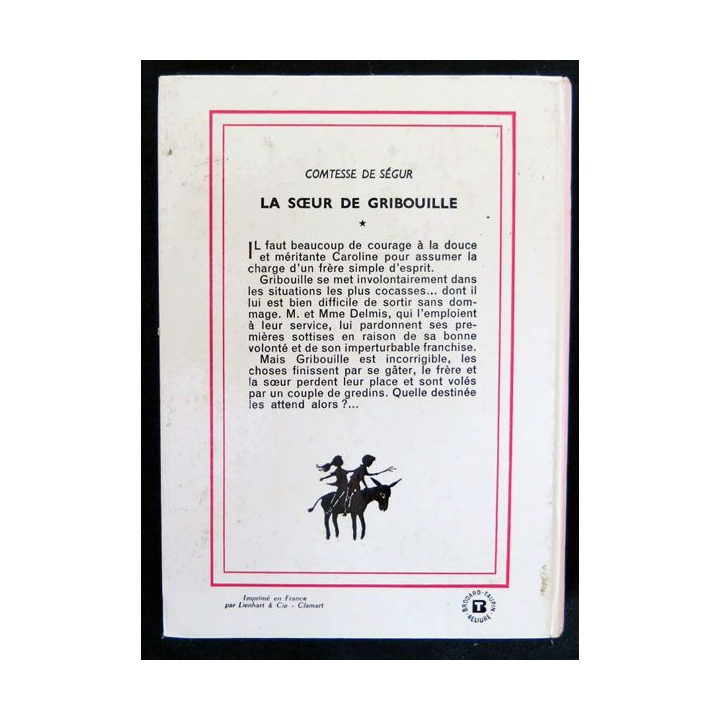 COMTESSE DE SÉGUR
LA SŒUR DE GRIBOUILLE
*
IL faut beaucoup de courage à la douce
et méritante Caroline pour assumer la
charge d'un frère simple d'esprit.
Gribouille se met involontairement dans
les situations les plus cocasses... dont il
lui est bien difficile de sortir sans dom-
mage. M. et Mme Delmis, qui l'emploient
à leur service, lui pardonnent ses pre-
mières sottises en raison de sa bonne
volonté et de son imperturbable franchise.
Mais Gribouille est incorrigible, les
choses finissent par se gâter, le frère et
la sœur perdent leur place et sont volés
par un couple de gredins. Quelle destinée
les attend alors ?...
Imprimé en France
par Lienhart & Cie - Clamart
BRODARD-TAUPIN
RELIURE